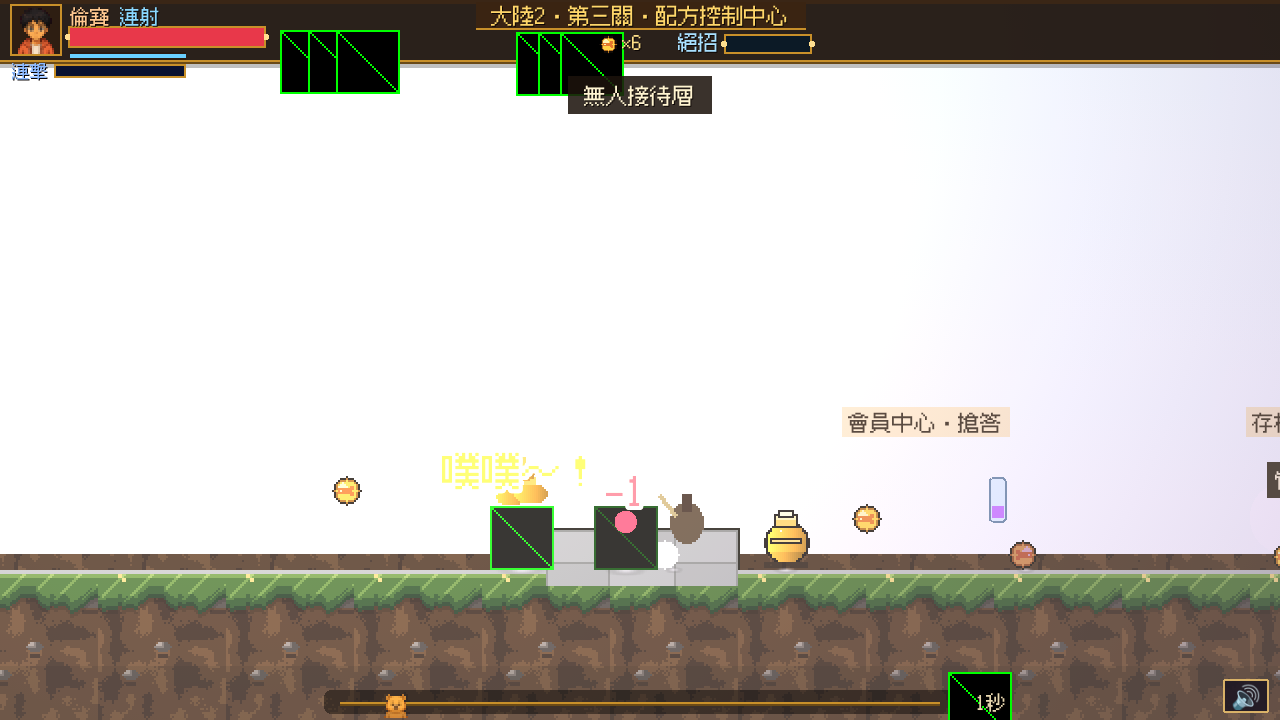 倫寶 連射
大陸2·第三關·配方控制中心
×6
絕招
連擊
無人接待層
會員中心·搶答
噗噗~！
-1
1秒